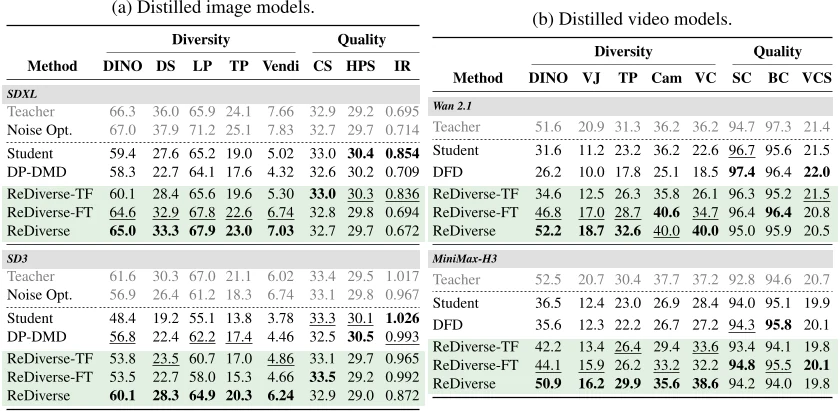 (a) Distilled image models.
Diversity Quality
Method DINO DS LP TP Vendi CS HPS IR
SDXL
Teacher 66.3 36.0 65.9 24.1 7.66 32.9 29.2 0.695
Noise Opt. 67.0 37.9 71.2 25.1 7.83 32.7 29.7 0.714
Student 59.4 27.6 65.2 19.0 5.02 33.0 30.4 0.854
DP-DMD 58.3 22.7 64.1 17.6 4.32 32.6 30.2 0.709
ReDiverse-TF 60.1 28.4 65.6 19.6 5.30 33.0 30.3 0.836
ReDiverse-FT 64.6 32.9 67.8 22.6 6.74 32.8 29.8 0.694
ReDiverse 65.0 33.3 67.9 23.0 7.03 32.7 29.7 0.672
SD3
Teacher 61.6 30.3 67.0 21.1 6.02 33.4 29.5 1.017
Noise Opt. 56.9 26.4 61.2 18.3 6.74 33.1 29.8 0.967
Student 48.4 19.2 55.1 13.8 3.78 33.3 30.1 1.026
DP-DMD 56.8 22.4 62.2 17.4 4.46 32.5 30.5 0.993
ReDiverse-TF 53.8 23.5 60.7 17.0 4.86 33.1 29.7 0.965
ReDiverse-FT 53.5 22.7 58.0 15.3 4.66 33.5 29.2 0.992
ReDiverse 60.1 28.3 64.9 20.3 6.24 32.9 29.0 0.872
(b) Distilled video models.
Diversity Quality
Method DINO VJ TP Cam VC SC BC VCS
Wan 2.1
Teacher 51.6 20.9 31.3 36.2 36.2 94.7 97.3 21.4
Student 31.6 11.2 23.2 36.2 22.6 96.7 95.6 21.5
DFD 26.2 10.0 17.8 25.1 18.5 97.4 96.4 22.0
ReDiverse-TF 34.6 12.5 26.3 35.8 26.1 96.3 95.2 21.5
ReDiverse-FT 46.8 17.0 28.7 40.6 34.7 96.4 96.4 20.8
ReDiverse 52.2 18.7 32.6 40.0 40.0 95.0 95.9 20.5
MiniMax-H3
Teacher 52.5 20.7 30.4 37.7 37.2 92.8 94.6 20.7
Student 36.5 12.4 23.0 26.9 28.4 94.0 95.1 19.9
DFD 35.6 12.3 22.2 26.7 27.2 94.3 95.8 20.1
ReDiverse-TF 42.2 13.4 26.4 29.4 33.6 93.4 94.1 19.8
ReDiverse-FT 44.1 15.9 26.2 33.2 32.2 94.8 95.5 20.1
ReDiverse 50.9 16.2 29.9 35.6 38.6 94.2 94.0 19.8